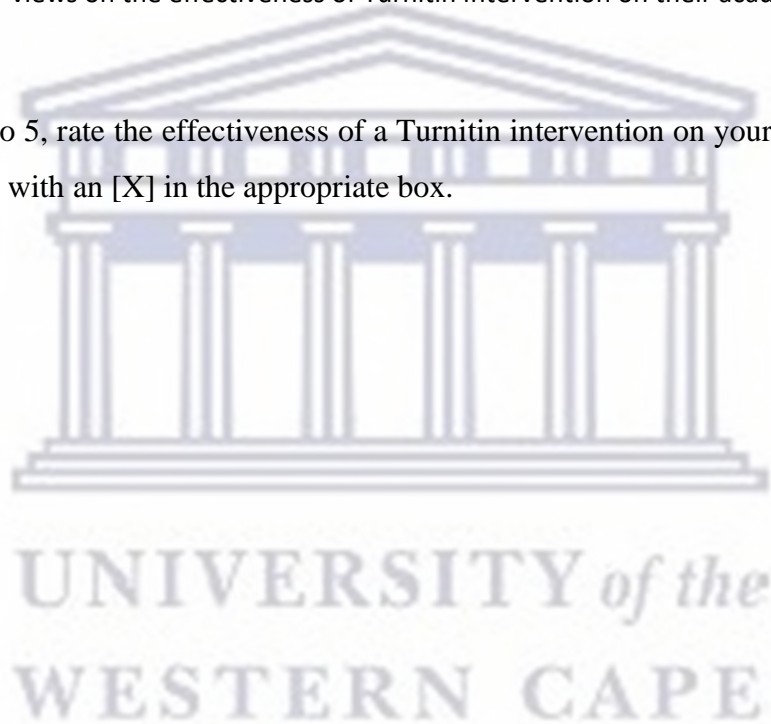 views on the effectiveness of Turnitin intervention on their acad
o 5, rate the effectiveness of a Turnitin intervention on your
with an [X] in the appropriate box.
UNIVERSITY of the
WESTERN CAPE